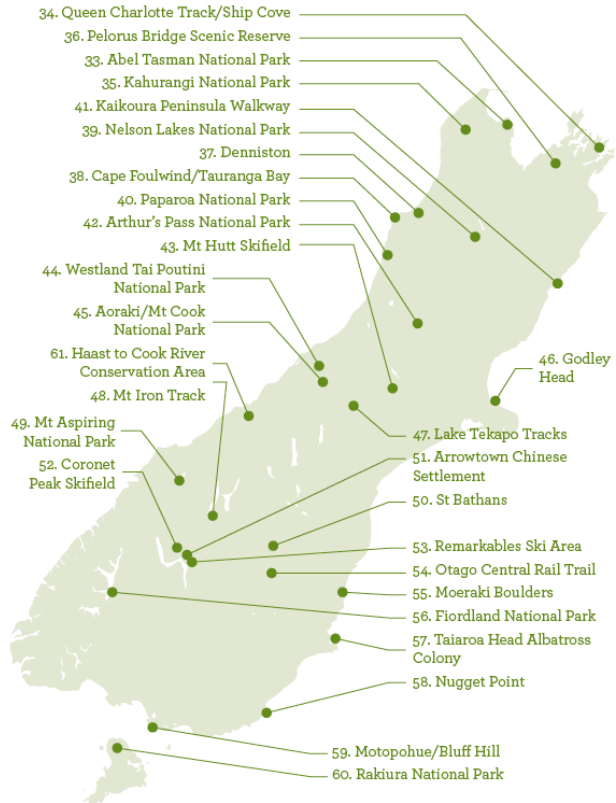 34. Queen Charlotte Track/Ship Cove
36. Pelorus Bridge Scenic Reserve
33. Abel Tasman National Park
35. Kahurangi National Park
41. Kaikoura Peninsula Walkway
39. Nelson Lakes National Park
37. Denniston
38. Cape Foulwind/Tauranga Bay
40. Paparoa National Park
42. Arthur's Pass National Park
43. Mt Hutt Skifield
44. Westland Tai Poutini
National Park
45. Aoraki/Mt Cook
National Park
61. Haast to Cook River
Conservation Area
48. Mt Iron Track
49. Mt Aspiring
National Park
52. Coronet
Peak Skifield
46. Godley
Head
47. Lake Tekapo Tracks
51. Arrowtown Chinese
Settlement
50. St Bathans
53. Remarkables Ski Area
54. Otago Central Rail Trail
55. Moeraki Boulders
56. Fiordland National Park
57. Taiaroa Head Albatross
Colony
58. Nugget Point
59. Motopohue/Bluff Hill
60. Rakiura National Park